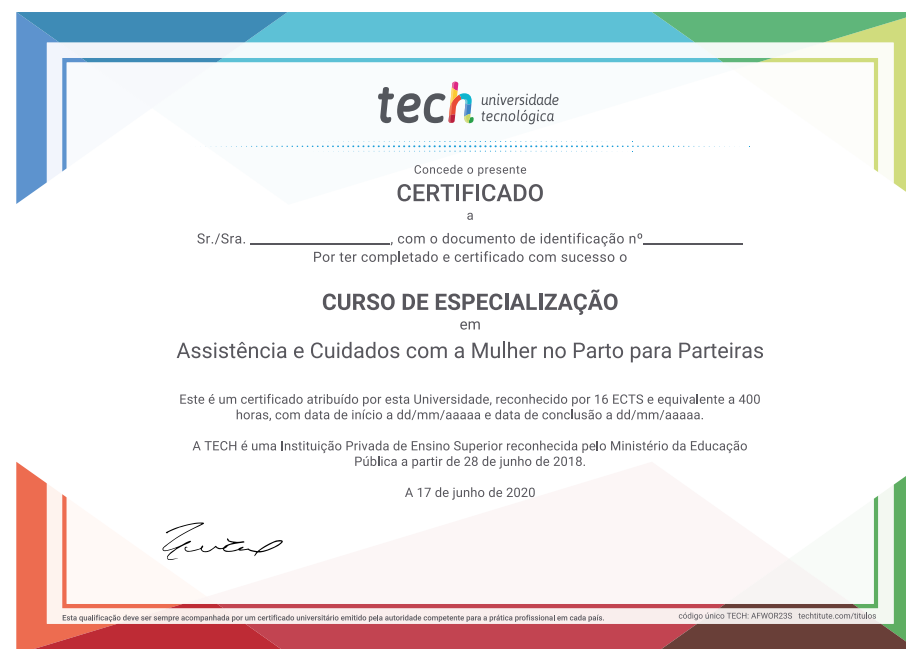 tech universidade
tecnológica
Concede o presente
CERTIFICADO
a
Sr./Sra. ____________________, com o documento de identificação nº______________
Por ter completado e certificado com sucesso o
CURSO DE ESPECIALIZAÇÃO
em
Assistência e Cuidados com a Mulher no Parto para Parteiras
Este é um certificado atribuído por esta Universidade, reconhecido por 16 ECTS e equivalente a 400
horas, com data de início a dd/mm/aaaaa e data de conclusão a dd/mm/aaaaa.
A TECH é uma Instituição Privada de Ensino Superior reconhecida pelo Ministério da Educação
Pública a partir de 28 de junho de 2018.
A 17 de junho de 2020
Esta qualificação deve ser sempre acompanhada por um certificado universitário emitido pela autoridade competente para a prática profissional em cada país.
código único TECH: AFWOR23S techtitute.com/titulos